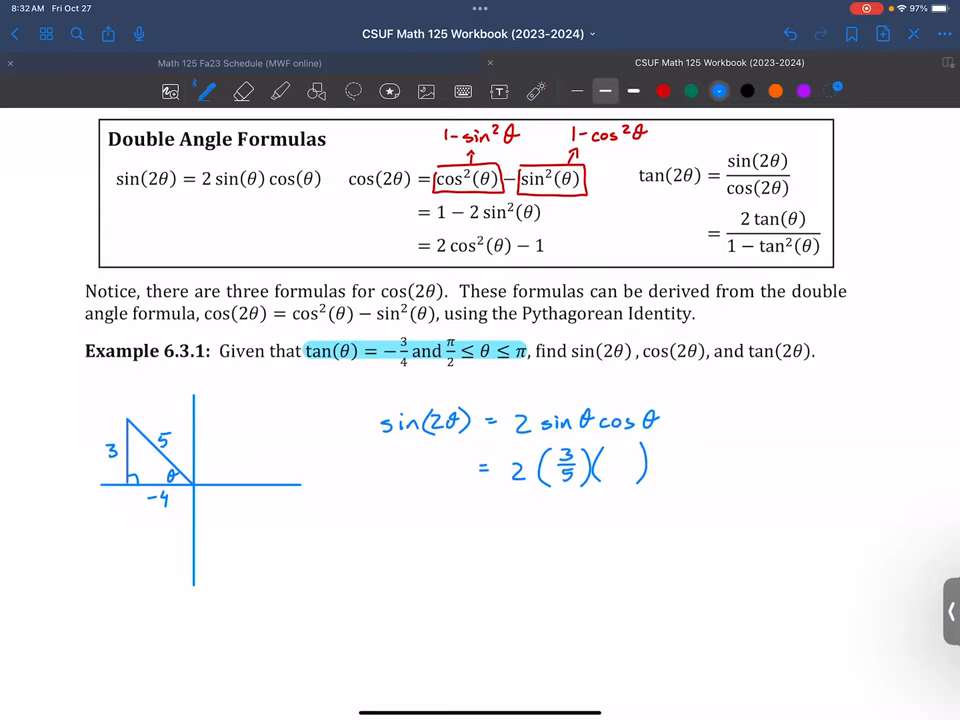 8:32 AM Fri Oct 27
97%
CSUF Math 125 Workbook (2023-2024)
Math 125 Fa23 Schedule (MWF online)
CSUF Math 125 Workbook (2023-2024)
1-sin²θ
1-cos²θ
Double Angle Formulas
sin(2θ) = 2 sin(θ) cos(θ)
cos(2θ) = cos²(θ) − sin²(θ)
= 1 − 2 sin²(θ)
= 2 cos²(θ) − 1
tan(2θ) = sin(2θ)/cos(2θ)
= 2 tan(θ)/1 − tan²(θ)
Notice, there are three formulas for cos(2θ). These formulas can be derived from the double
angle formula, cos(2θ) = cos²(θ) − sin²(θ), using the Pythagorean Identity.
Example 6.3.1: Given that tan(θ) = −3/4 and π/2 ≤ θ ≤ π, find sin(2θ) , cos(2θ), and tan(2θ).
3
5
θ
-4
sin(2θ) = 2 sinθ cosθ
= 2 (3/5)( )